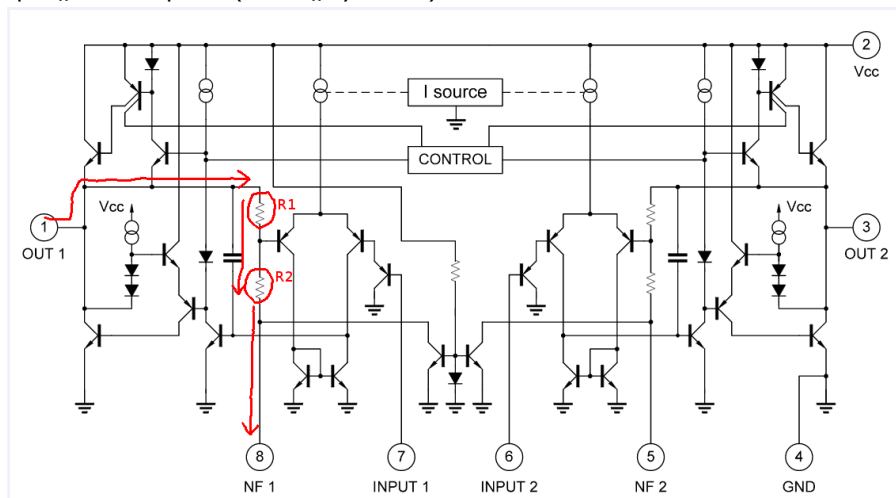 2
Vcc
I source
CONTROL
R1
1
OUT 1
Vcc
Vcc
3
OUT 2
R2
8
7
6
5
4
NF 1
INPUT 1
INPUT 2
NF 2
GND